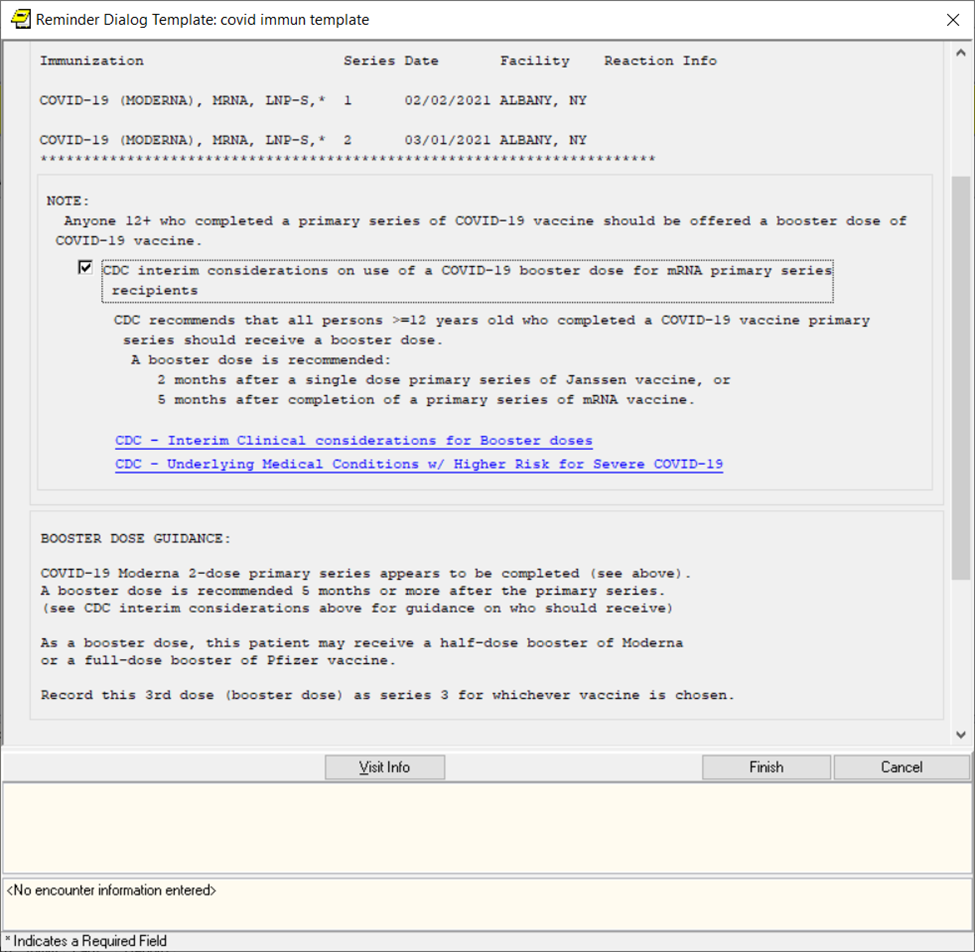 Reminder Dialog Template: covid immun template
Immunization Series Date Facility Reaction Info
COVID-19 (MODERNA), MRNA, LNP-S,* 1 02/02/2021 ALBANY, NY
COVID-19 (MODERNA), MRNA, LNP-S,* 2 03/01/2021 ALBANY, NY
***********************************************************************
NOTE:
Anyone 12+ who completed a primary series of COVID-19 vaccine should be offered a booster dose of
COVID-19 vaccine.
CDC interim considerations on use of a COVID-19 booster dose for mRNA primary series
recipients
CDC recommends that all persons >=12 years old who completed a COVID-19 vaccine primary
series should receive a booster dose.
A booster dose is recommended:
2 months after a single dose primary series of Janssen vaccine, or
5 months after completion of a primary series of mRNA vaccine.
CDC - Interim Clinical considerations for Booster doses
CDC - Underlying Medical Conditions w/ Higher Risk for Severe COVID-19
BOOSTER DOSE GUIDANCE:
COVID-19 Moderna 2-dose primary series appears to be completed (see above).
A booster dose is recommended 5 months or more after the primary series.
(see CDC interim considerations above for guidance on who should receive)
As a booster dose, this patient may receive a half-dose booster of Moderna
or a full-dose booster of Pfizer vaccine.
Record this 3rd dose (booster dose) as series 3 for whichever vaccine is chosen.
Visit Info Finish Cancel
<No encounter information entered>
* Indicates a Required Field